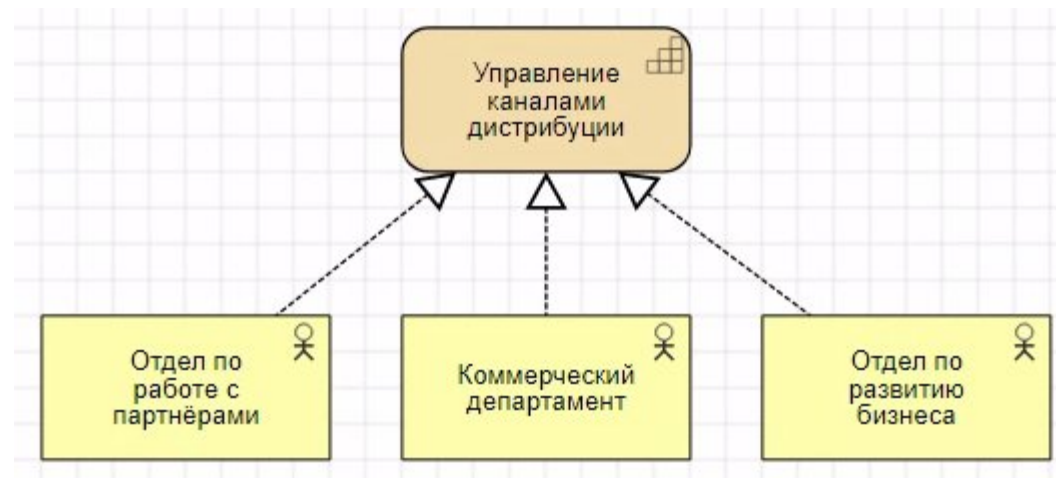 Управление
каналами
дистрибуции
Отдел по
работе с
партнёрами
Коммерческий
департамент
Отдел по
развитию
бизнеса